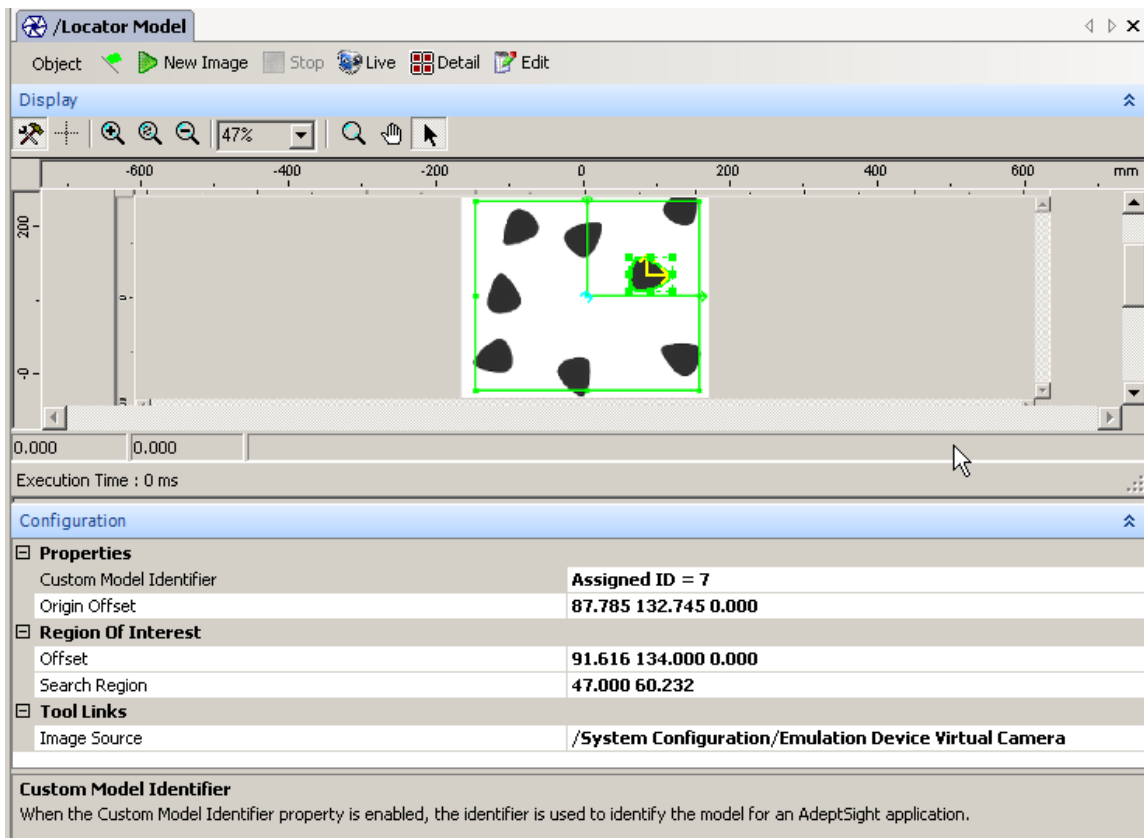 /Locator Model
Object New Image Stop Live Detail Edit
Display
47%
-600 -400 -200 0 200 400 600 mm
200
0
-0
0.000 0.000
Execution Time : 0 ms
Configuration
Properties
Custom Model Identifier Assigned ID = 7
Origin Offset 87.785 132.745 0.000
Region Of Interest
Offset 91.616 134.000 0.000
Search Region 47.000 60.232
Tool Links
Image Source /System Configuration/Emulation Device Virtual Camera
Custom Model Identifier
When the Custom Model Identifier property is enabled, the identifier is used to identify the model for an AdeptSight application.